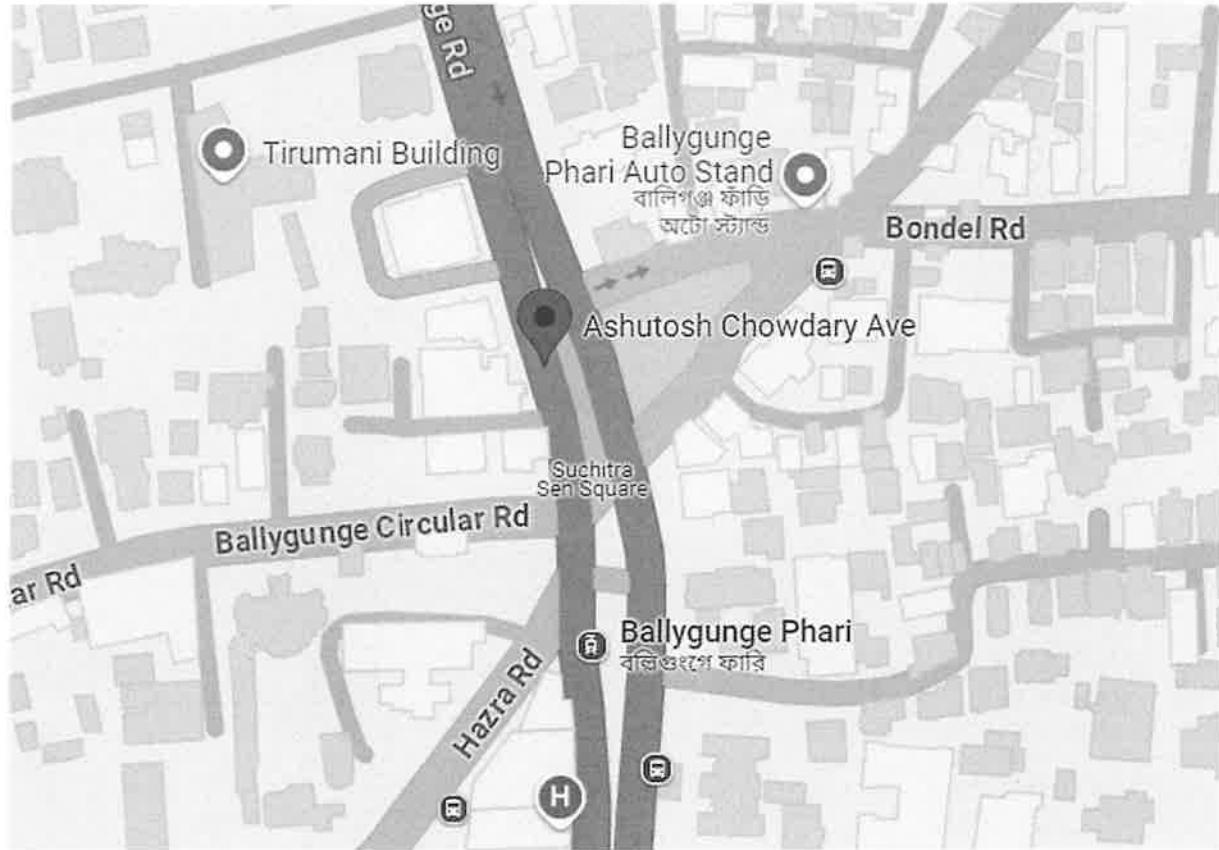 ge Rd
Tirumani Building
Ballygunge
Phari Auto Stand
বালিগঞ্জ ফাঁড়ি
অটো স্ট্যান্ড
Bondel Rd
Ashutosh Chowdary Ave
Suchitra
Sen Square
Ballygunge Circular Rd
ar Rd
Ballygunge Phari
বল্লিগুংগে ফারি
Hazra Rd
H